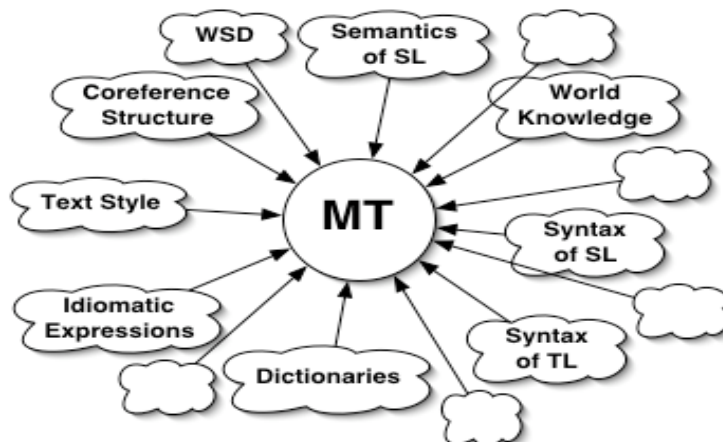 WSD
Semantics
of SL
Coreference
Structure
World
Knowledge
Text Style
MT
Syntax
of SL
Idiomatic
Expressions
Syntax
of TL
Dictionaries